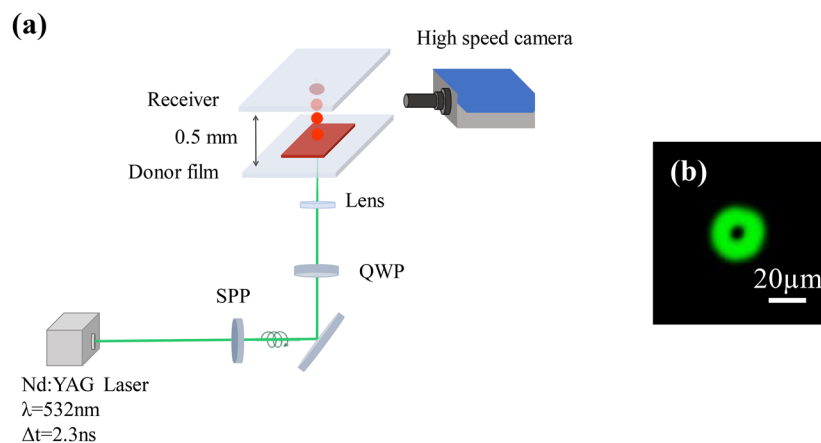 (a)
High speed camera
Receiver
0.5 mm
Donor film
Lens
QWP
SPP
Nd:YAG Laser
λ=532nm
Δt=2.3ns
(b)
20μm